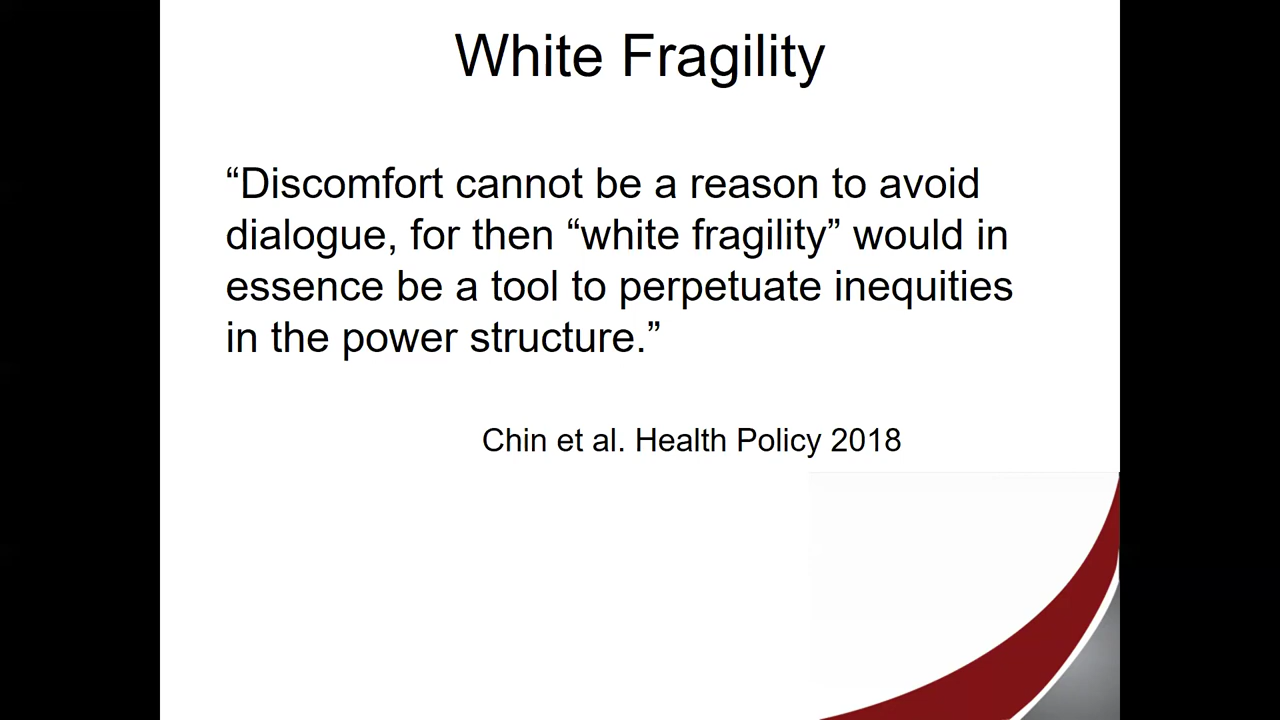 White Fragility
“Discomfort cannot be a reason to avoid
dialogue, for then “white fragility” would in
essence be a tool to perpetuate inequities
in the power structure.”
Chin et al. Health Policy 2018